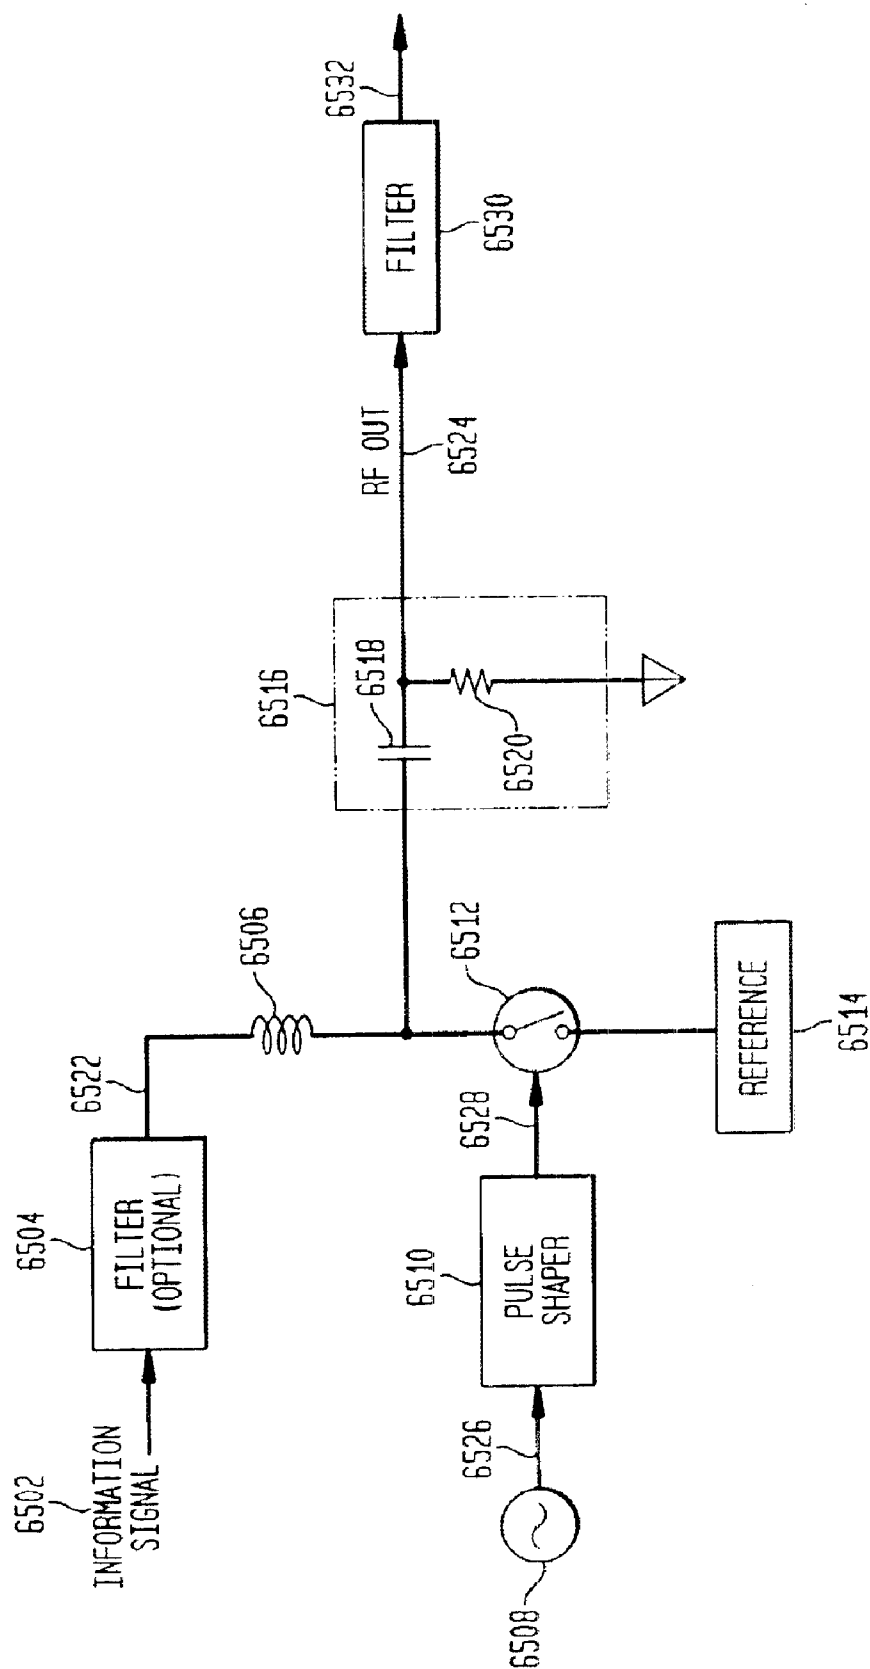 6502
INFORMATION
SIGNAL
6504
FILTER
(OPTIONAL)
6522
6506
6508
6526
6510
PULSE
SHAPER
6528
6512
REFERENCE
6514
6516
6518
6520
RF OUT
6524
FILTER
6530
6532